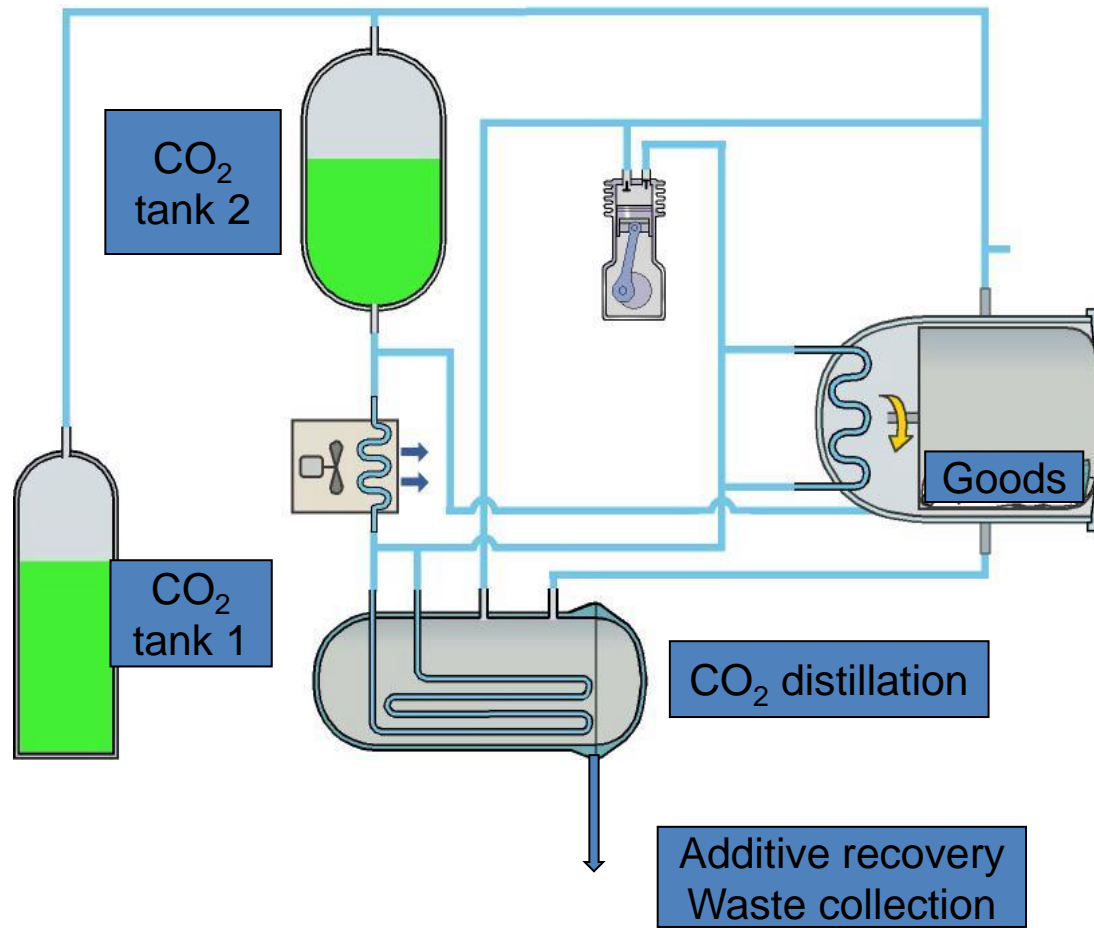 CO₂
tank 2
Goods
CO₂
tank 1
CO₂ distillation
Additive recovery
Waste collection